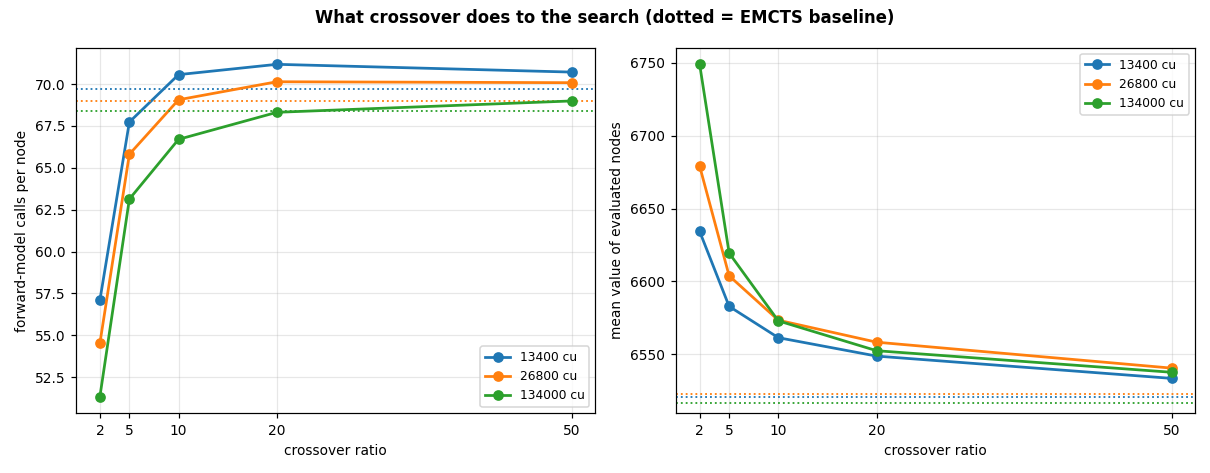 What crossover does to the search (dotted = EMCTS baseline)
forward-model calls per node
70.0
67.5
65.0
62.5
60.0
57.5
55.0
52.5
2
5
10
20
50
crossover ratio
13400 cu
26800 cu
134000 cu
mean value of evaluated nodes
6750
6700
6650
6600
6550
2
5
10
20
50
crossover ratio
13400 cu
26800 cu
134000 cu